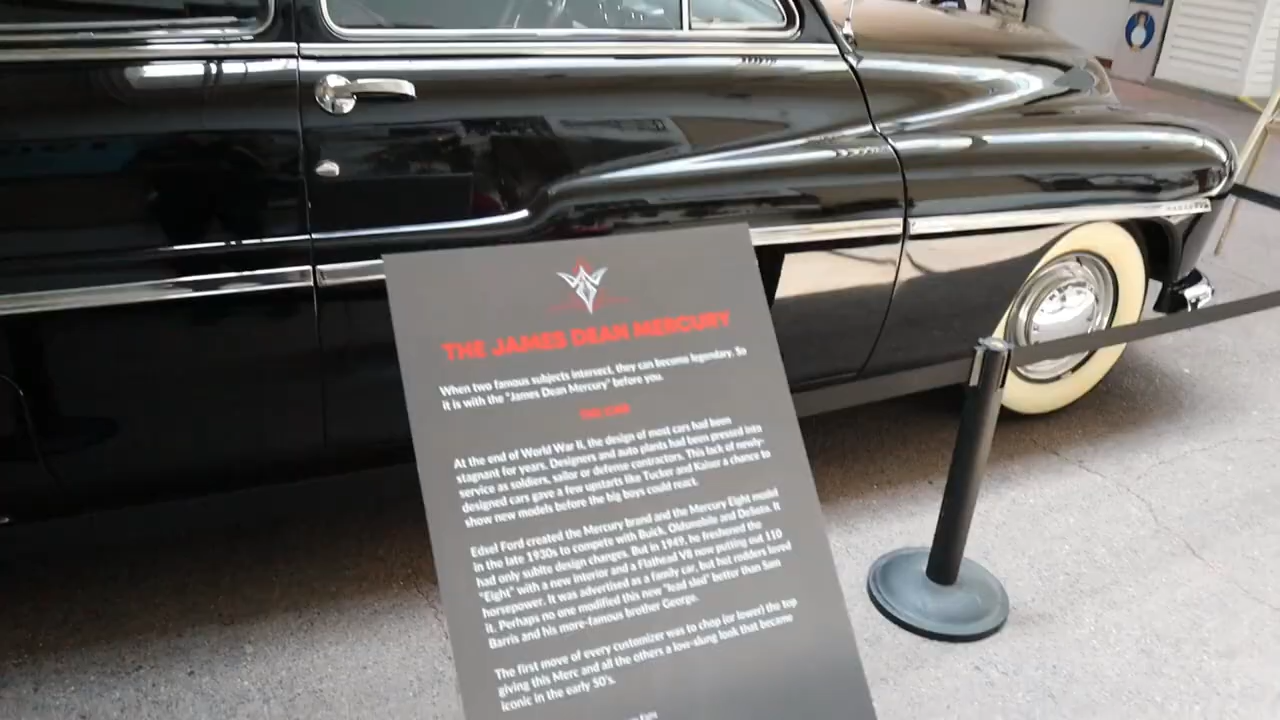 THE JAMES DEAN MERCURY
When two famous subjects intersect, they can become legendary. So
it is with the "James Dean Mercury" before you.
THE CAR
At the end of World War II, the design of most cars had been
stagnant for years. Designers and auto plants had been pressed into
service as soldiers, sailor or defense contractors. This lack of newly-
designed cars gave a few upstarts like Tucker and Kaiser a chance to
show new models before the big boys could react.
Edsel Ford created the Mercury brand and the Mercury Eight model
in the late 1930s to compete with Buick, Oldsmobile and DeSoto. It
had only subtle design changes. But in 1949, he freshened the
"Eight" with a new interior and a Flathead V8 now putting out 110
horsepower. It was advertised as a family car, but hot rodders loved
it. Perhaps no one modified this new "lead sled" better than Sam
Barris and his more-famous brother George.
The first move of every customizer was to chop (or lower) the top
giving this Merc and all the others a low-slung look that became
iconic in the early 50's.